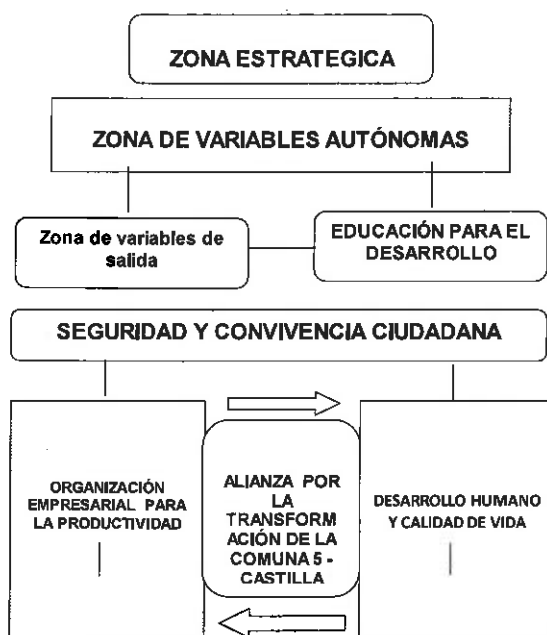 ZONA ESTRATEGICA
ZONA DE VARIABLES AUTÓNOMAS
Zona de variables de
salida
EDUCACIÓN PARA EL
DESARROLLO
SEGURIDAD Y CONVIVENCIA CIUDADANA
ORGANIZACIÓN
EMPRESARIAL PARA
LA PRODUCTIVIDAD
ALIANZA POR
LA
TRANSFORM
ACIÓN DE LA
COMUNA 5 -
CASTILLA
DESARROLLO HUMANO
Y CALIDAD DE VIDA